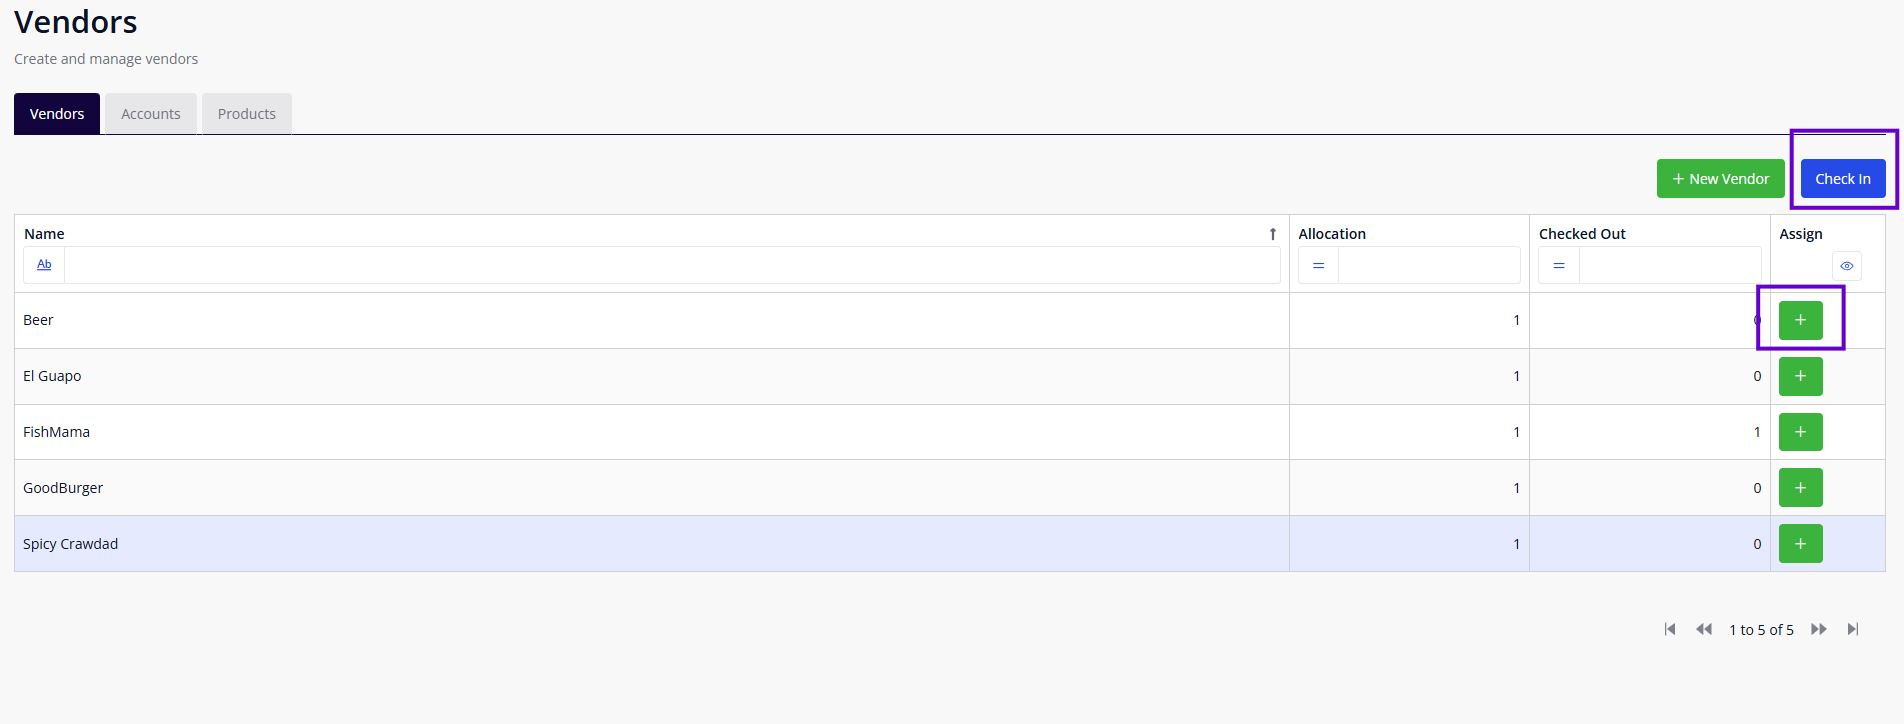 Vendors
Create and manage vendors
Vendors Accounts Products
+ New Vendor Check In
Name Allocation Checked Out Assign
Ab = =
Beer 1 0 +
El Guapo 1 0 +
FishMama 1 1 +
GoodBurger 1 0 +
Spicy Crawdad 1 0 +
1 to 5 of 5